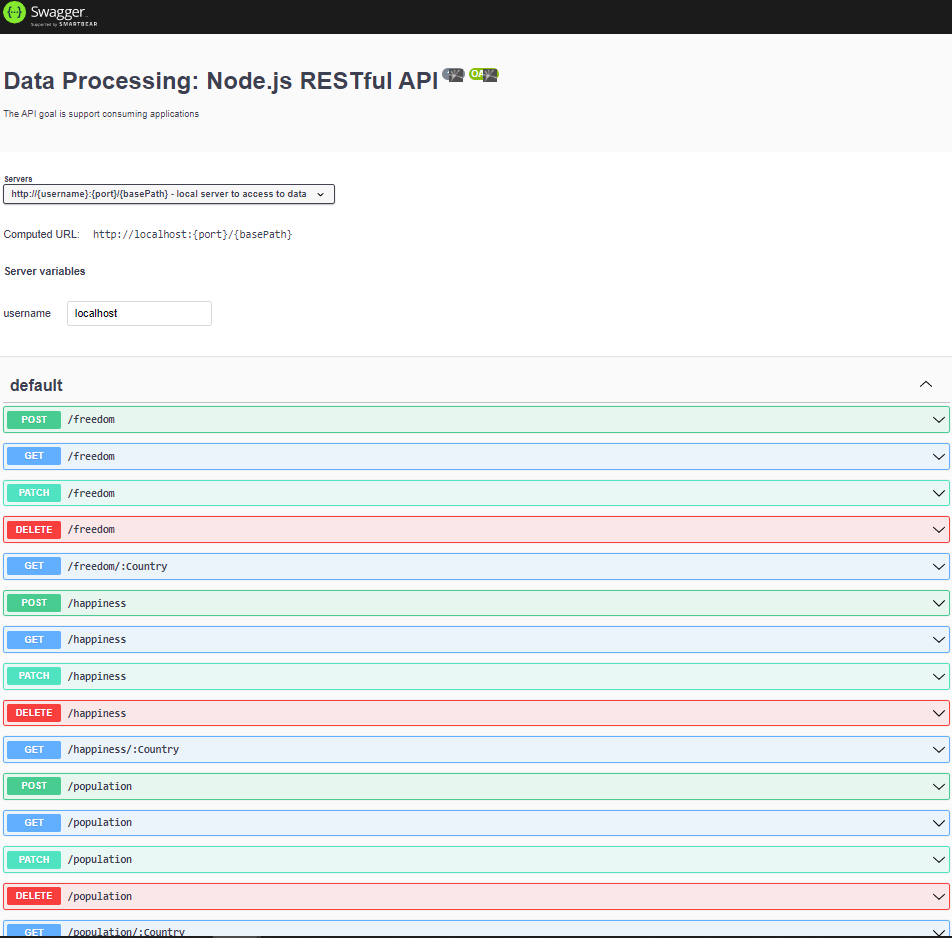 Swagger
Supported by SMARTBEAR
Data Processing: Node.js RESTful API
The API goal is support consuming applications
Servers
http://{username}:{port}/{basePath} - local server to access to data
Computed URL: http://localhost:{port}/{basePath}
Server variables
username localhost
default
POST /freedom
GET /freedom
PATCH /freedom
DELETE /freedom
GET /freedom/:Country
POST /happiness
GET /happiness
PATCH /happiness
DELETE /happiness
GET /happiness/:Country
POST /population
GET /population
PATCH /population
DELETE /population
GET /population/:Country